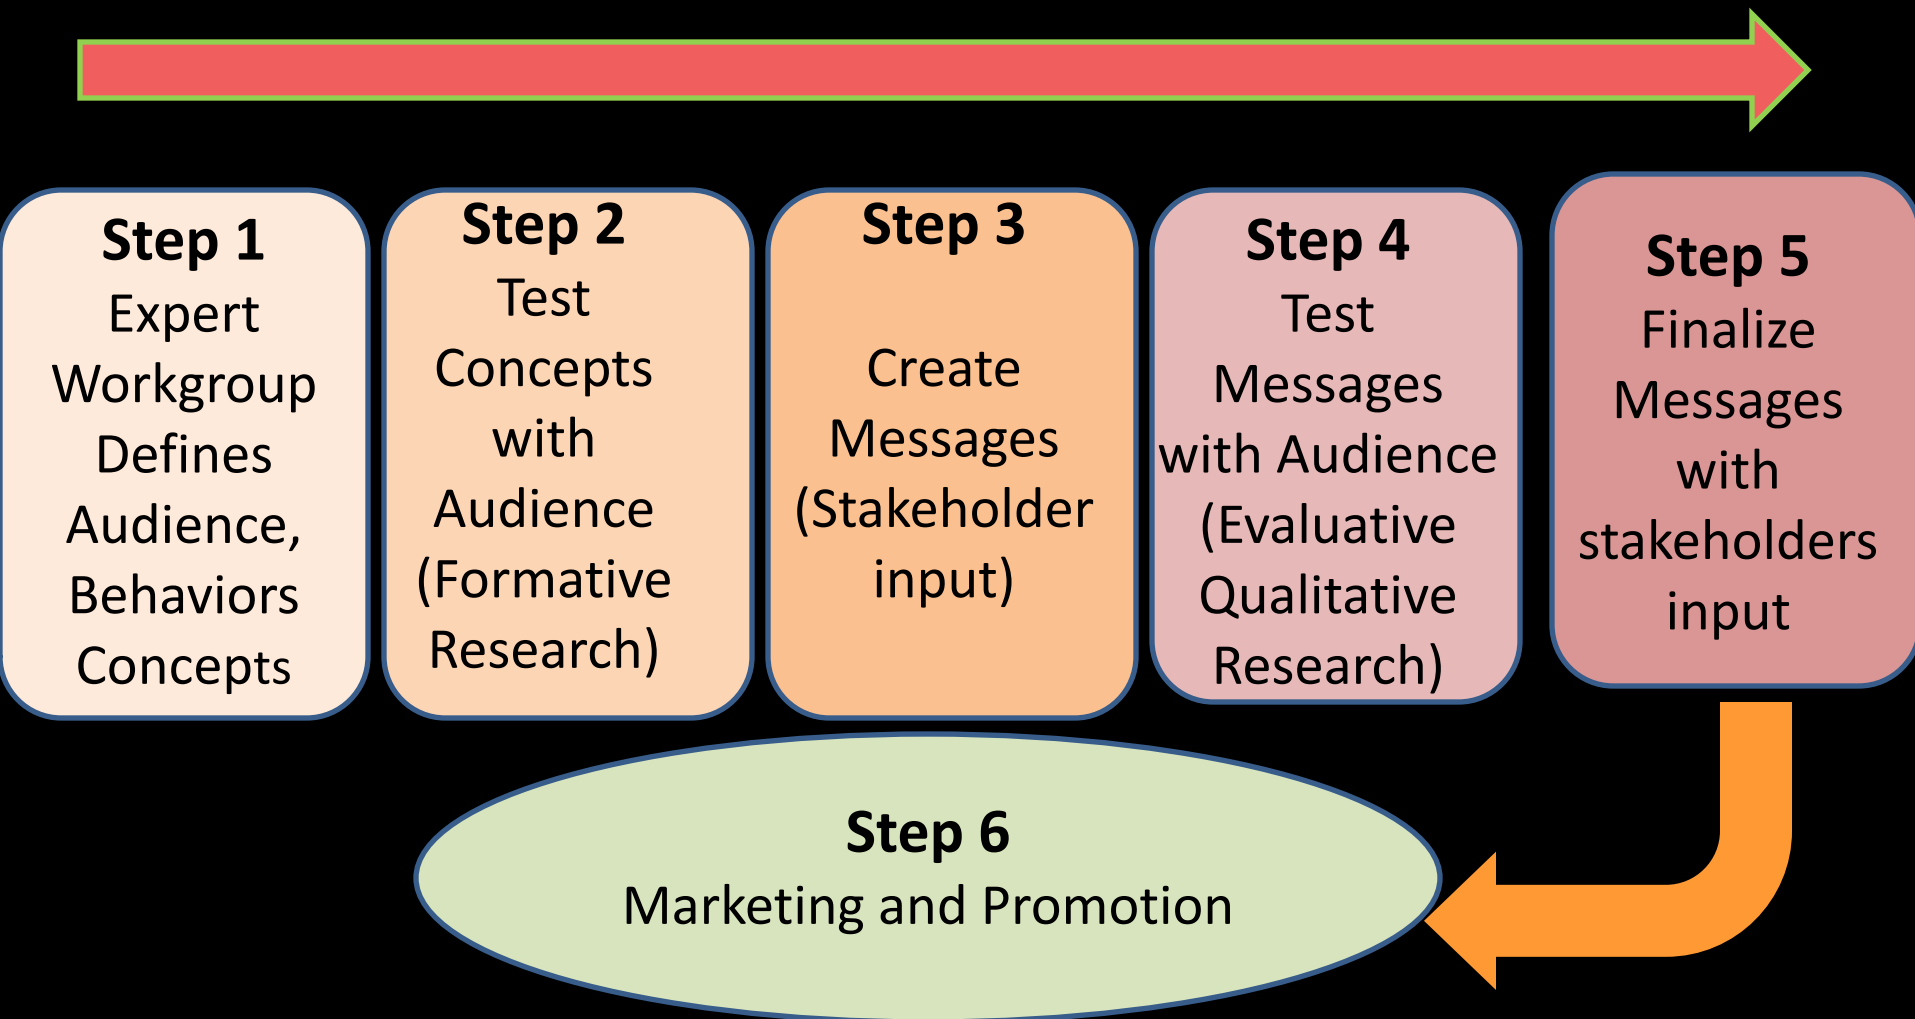 Step 1
Expert
Workgroup
Defines
Audience,
Behaviors
Concepts
Step 2
Test
Concepts
with
Audience
(Formative
Research)
Step 3
Create
Messages
(Stakeholder
input)
Step 4
Test
Messages
with Audience
(Evaluative
Qualitative
Research)
Step 5
Finalize
Messages
with
stakeholders
input
Step 6
Marketing and Promotion